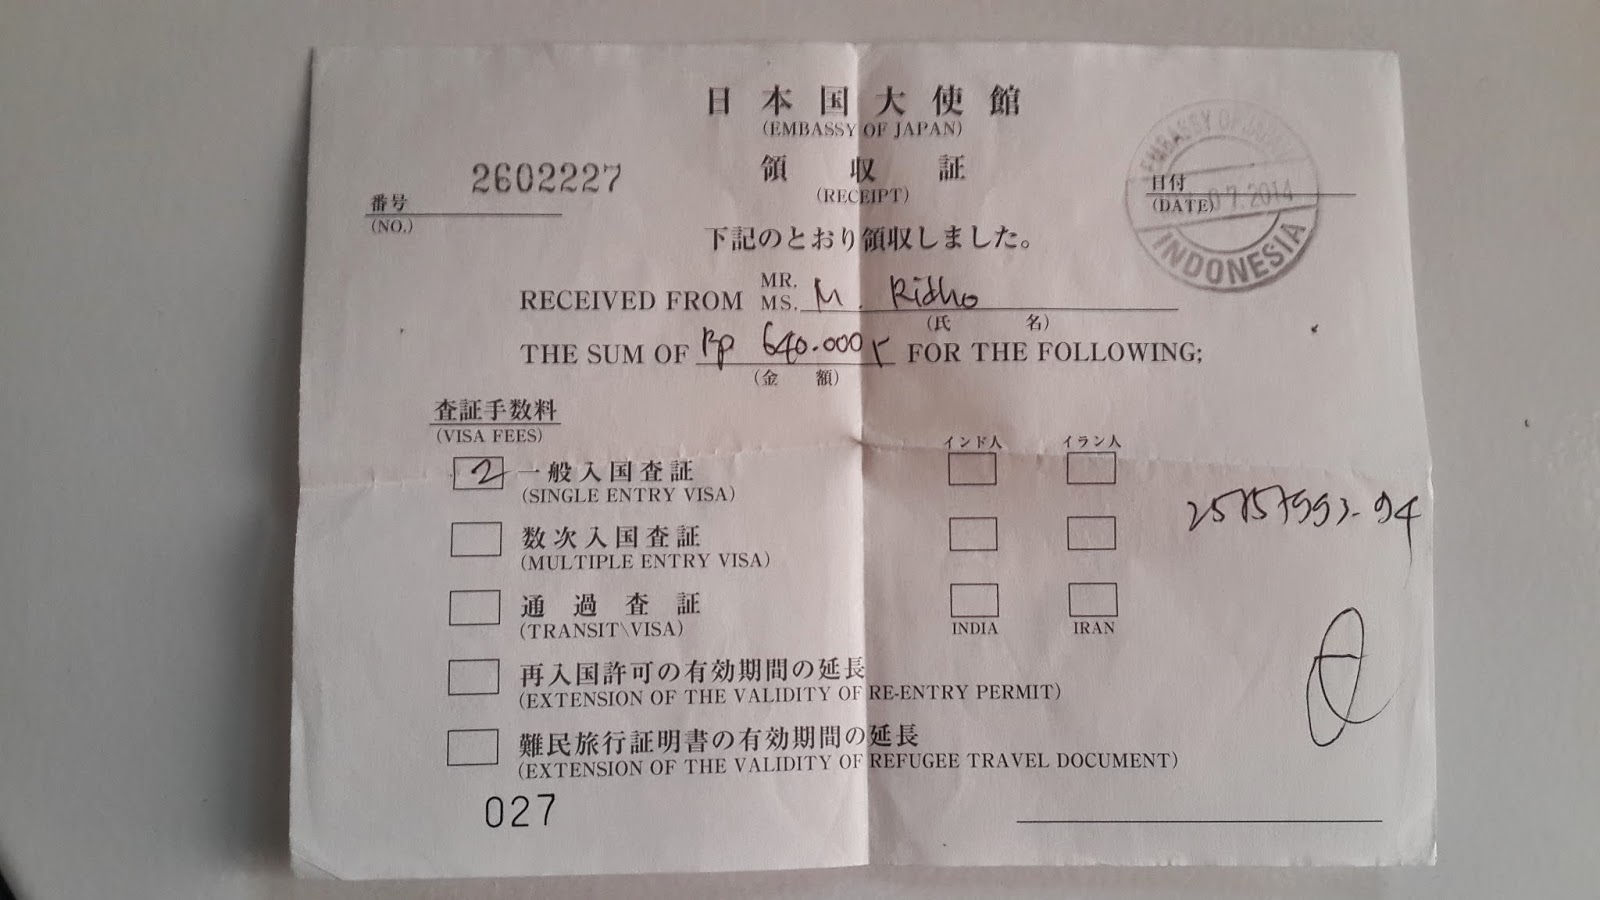 日本国大使館
(EMBASSY OF JAPAN)
領収証
(RECEIPT)
2602227
番号
(NO.)
日付
(DATE)
EMBASSY OF JAPAN
07.2014
INDONESIA
下記のとおり領収しました。
RECEIVED FROM MR. MS. M. Ridho
(氏 名)
THE SUM OF Rp 640.000 FOR THE FOLLOWING;
(金 額)
査証手数料
(VISA FEES)
インド人 イラン人
2 一般入国査証
(SINGLE ENTRY VISA)
数次入国査証
(MULTIPLE ENTRY VISA)
通過査証
(TRANSIT\VISA)
INDIA IRAN
再入国許可の有効期間の延長
(EXTENSION OF THE VALIDITY OF RE-ENTRY PERMIT)
難民旅行証明書の有効期間の延長
(EXTENSION OF THE VALIDITY OF REFUGEE TRAVEL DOCUMENT)
027